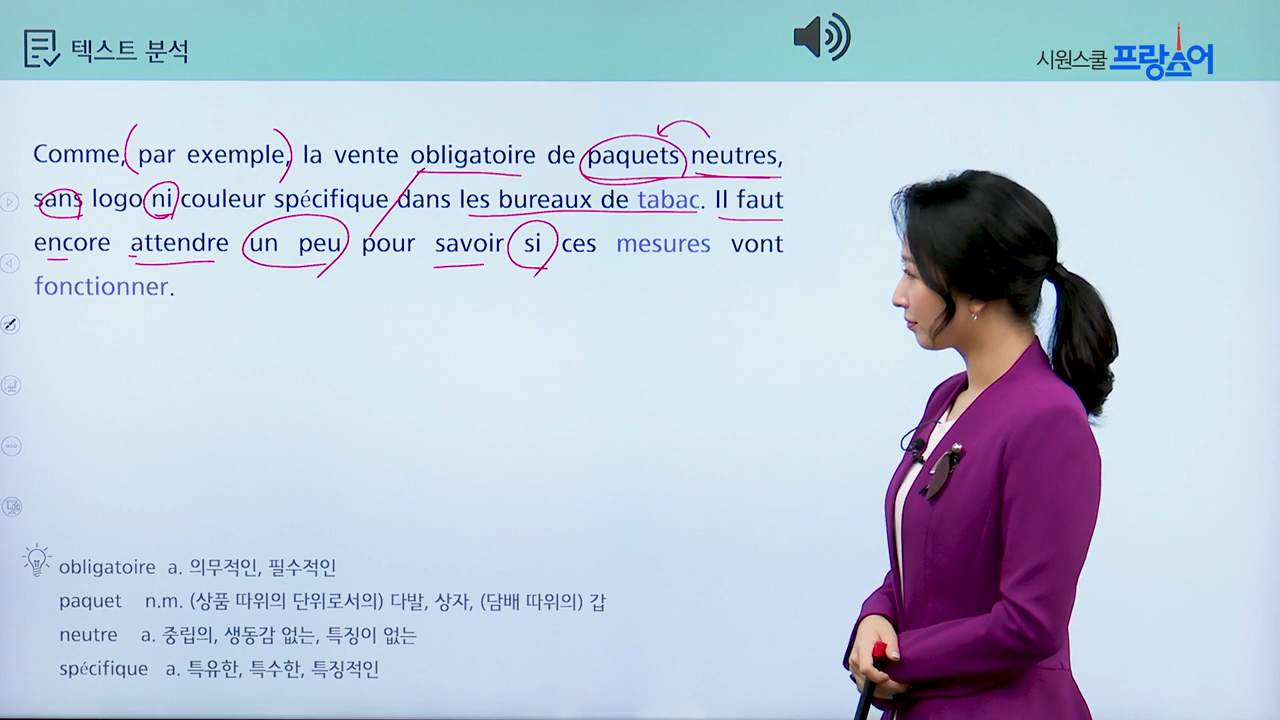 텍스트 분석
시원스쿨 프랑스어
Comme, par exemple, la vente obligatoire de paquets neutres,
sans logo ni couleur spécifique dans les bureaux de tabac. Il faut
encore attendre un peu pour savoir si ces mesures vont
fonctionner.
obligatoire a. 의무적인, 필수적인
paquet n.m. (상품 따위의 단위로서의) 다발, 상자, (담배 따위의) 갑
neutre a. 중립의, 생동감 없는, 특징이 없는
spécifique a. 특유한, 특수한, 특징적인